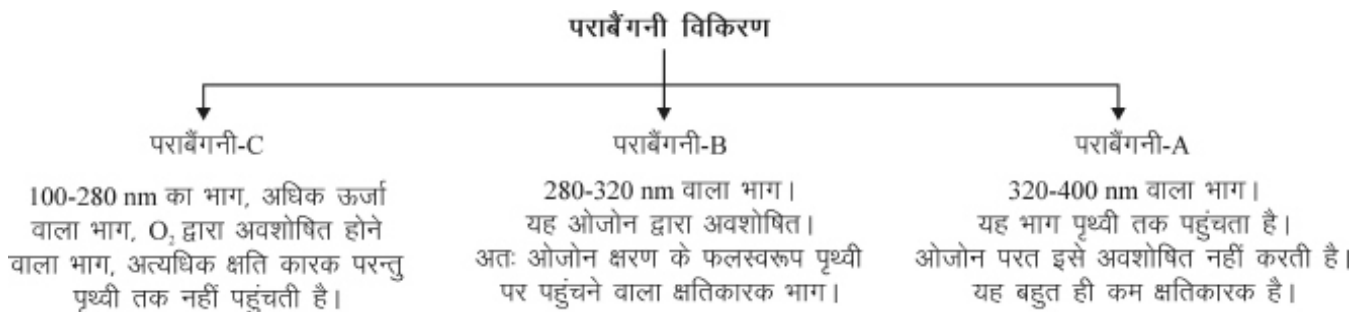 पराबैंगनी विकिरण
पराबैंगनी-C
100-280 nm का भाग, अधिक ऊर्जा
वाला भाग, O₂ द्वारा अवशोषित होने
वाला भाग, अत्यधिक क्षति कारक परन्तु
पृथ्वी तक नहीं पहुंचती है।
पराबैंगनी-B
280-320 nm वाला भाग।
यह ओजोन द्वारा अवशोषित।
अतः ओजोन क्षरण के फलस्वरूप पृथ्वी
पर पहुंचने वाला क्षतिकारक भाग।
पराबैंगनी-A
320-400 nm वाला भाग।
यह भाग पृथ्वी तक पहुंचता है।
ओजोन परत इसे अवशोषित नहीं करती है।
यह बहुत ही कम क्षतिकारक है।